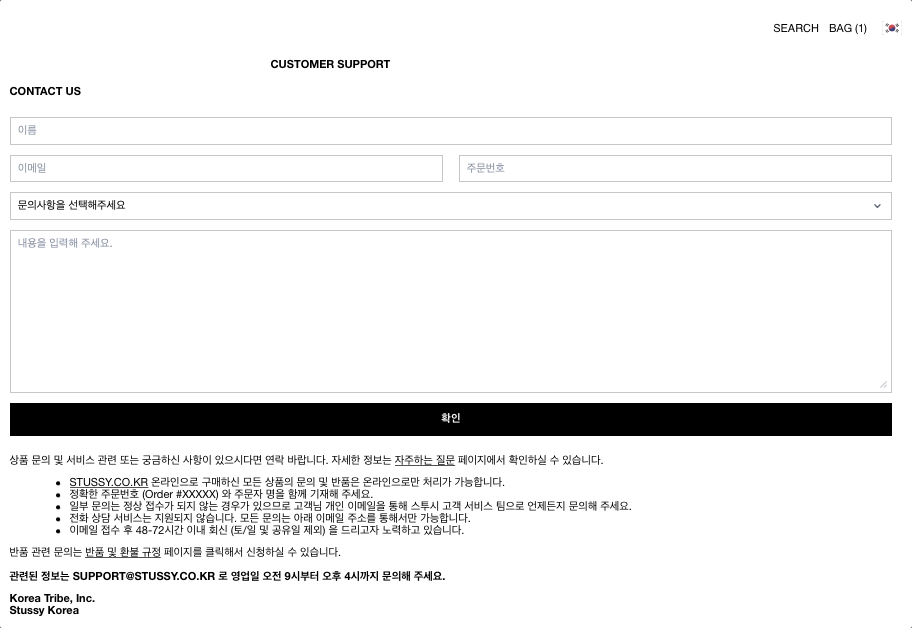 SEARCH BAG (1)
CUSTOMER SUPPORT
CONTACT US
이름
이메일 주문번호
문의사항을 선택해주세요
내용을 입력해 주세요.
확인
상품 문의 및 서비스 관련 또는 궁금하신 사항이 있으시다면 연락 바랍니다. 자세한 정보는 자주하는 질문 페이지에서 확인하실 수 있습니다.
STUSSY.CO.KR 온라인으로 구매하신 모든 상품의 문의 및 반품은 온라인으로만 처리가 가능합니다.
정확한 주문번호 (Order #XXXXX) 와 주문자 명을 함께 기재해 주세요.
일부 문의는 정상 접수가 되지 않는 경우가 있으므로 고객님 개인 이메일을 통해 스투시 고객 서비스 팀으로 언제든지 문의해 주세요.
전화 상담 서비스는 지원되지 않습니다. 모든 문의는 아래 이메일 주소를 통해서만 가능합니다.
이메일 접수 후 48-72시간 이내 회신 (토/일 및 공유일 제외) 을 드리고자 노력하고 있습니다.
반품 관련 문의는 반품 및 환불 규정 페이지를 클릭해서 신청하실 수 있습니다.
관련된 정보는 SUPPORT@STUSSY.CO.KR 로 영업일 오전 9시부터 오후 4시까지 문의해 주세요.
Korea Tribe, Inc.
Stussy Korea